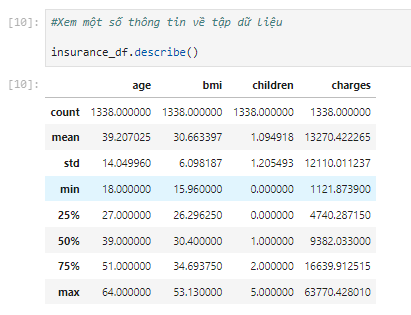 [10]: #Xem một số thông tin về tập dữ liệu
insurance_df.describe()
[10]: age bmi children charges
count 1338.000000 1338.000000 1338.000000 1338.000000
mean 39.207025 30.663397 1.094918 13270.422265
std 14.049960 6.098187 1.205493 12110.011237
min 18.000000 15.960000 0.000000 1121.873900
25% 27.000000 26.296250 0.000000 4740.287150
50% 39.000000 30.400000 1.000000 9382.033000
75% 51.000000 34.693750 2.000000 16639.912515
max 64.000000 53.130000 5.000000 63770.428010